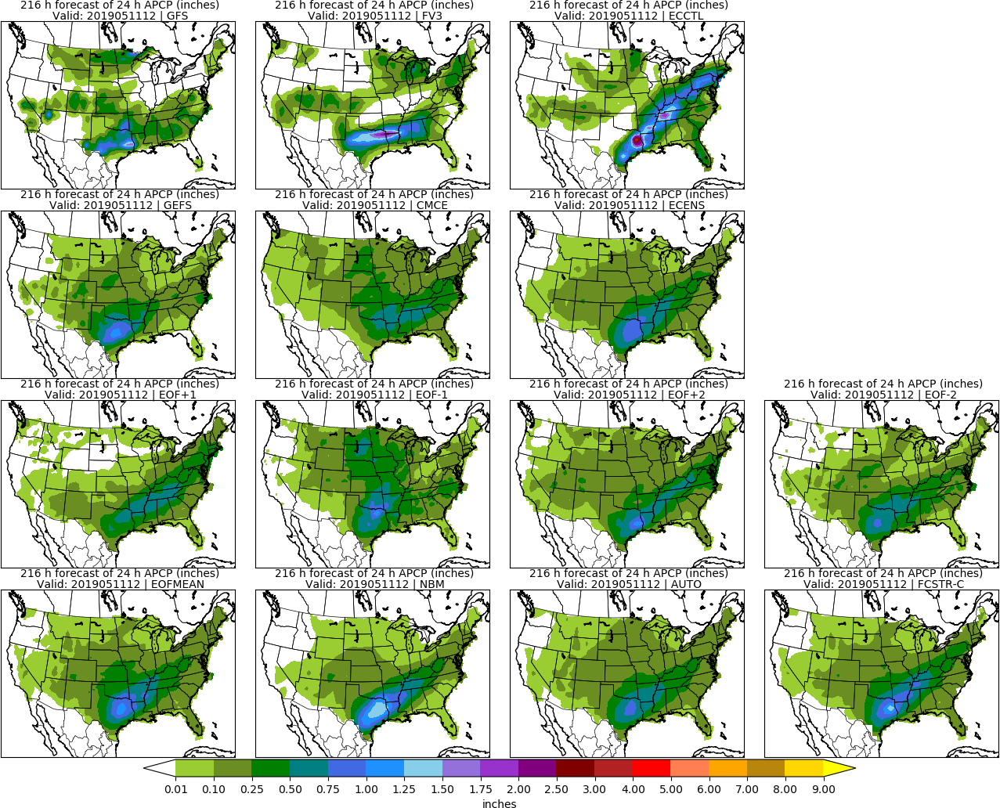 216 h forecast of 24 h APCP (inches)
Valid: 2019051112 | GFS
216 h forecast of 24 h APCP (inches)
Valid: 2019051112 | FV3
216 h forecast of 24 h APCP (inches)
Valid: 2019051112 | ECCTL
216 h forecast of 24 h APCP (inches)
Valid: 2019051112 | GEFS
216 h forecast of 24 h APCP (inches)
Valid: 2019051112 | CMCE
216 h forecast of 24 h APCP (inches)
Valid: 2019051112 | ECENS
216 h forecast of 24 h APCP (inches)
Valid: 2019051112 | EOF+1
216 h forecast of 24 h APCP (inches)
Valid: 2019051112 | EOF-1
216 h forecast of 24 h APCP (inches)
Valid: 2019051112 | EOF+2
216 h forecast of 24 h APCP (inches)
Valid: 2019051112 | EOF-2
216 h forecast of 24 h APCP (inches)
Valid: 2019051112 | EOFMEAN
216 h forecast of 24 h APCP (inches)
Valid: 2019051112 | NBM
216 h forecast of 24 h APCP (inches)
Valid: 2019051112 | AUTO
216 h forecast of 24 h APCP (inches)
Valid: 2019051112 | FCSTR-C
0.01 0.10 0.25 0.50 0.75 1.00 1.25 1.50 1.75 2.00 2.50 3.00 4.00 5.00 6.00 7.00 8.00 9.00
inches